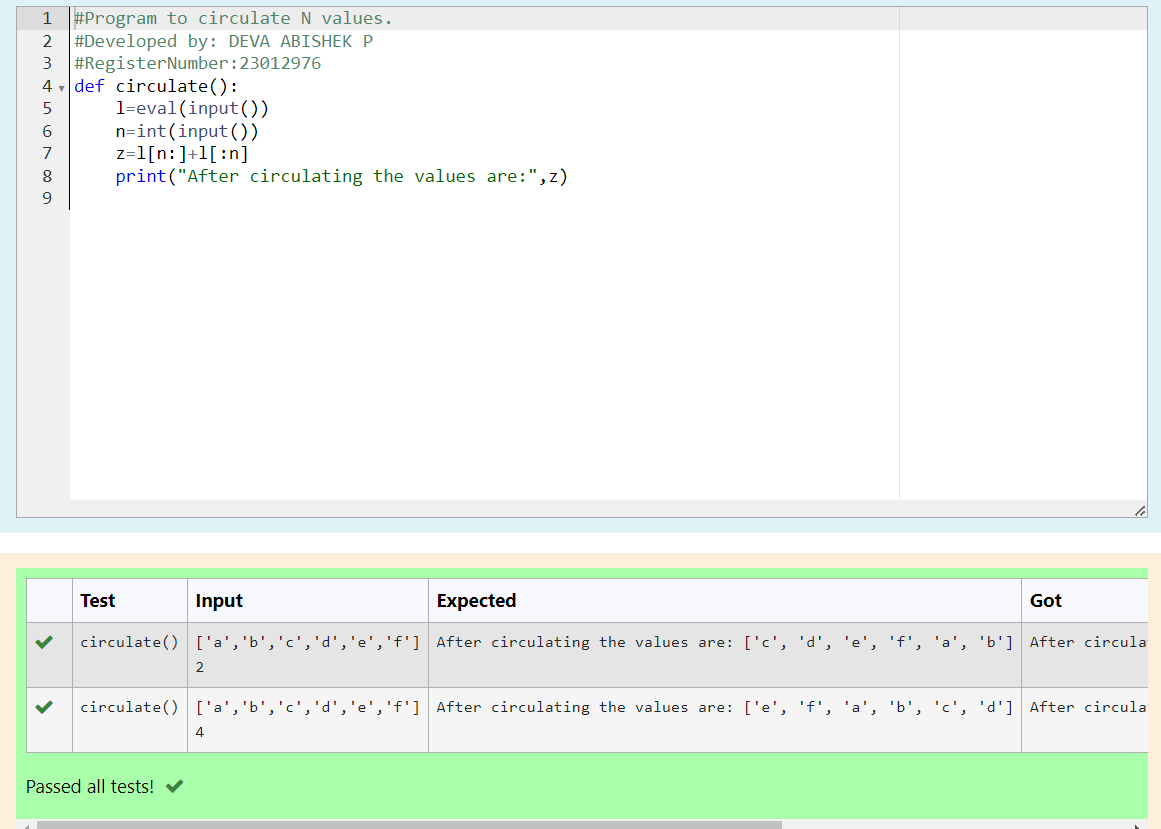 1 #Program to circulate N values.
2 #Developed by: DEVA ABISHEK P
3 #RegisterNumber:23012976
4 def circulate():
5     l=eval(input())
6     n=int(input())
7     z=l[n:]+l[:n]
8     print("After circulating the values are:",z)
9
Test Input Expected Got
circulate() ['a','b','c','d','e','f'] After circulating the values are: ['c', 'd', 'e', 'f', 'a', 'b'] After circula
2
circulate() ['a','b','c','d','e','f'] After circulating the values are: ['e', 'f', 'a', 'b', 'c', 'd'] After circula
4
Passed all tests!